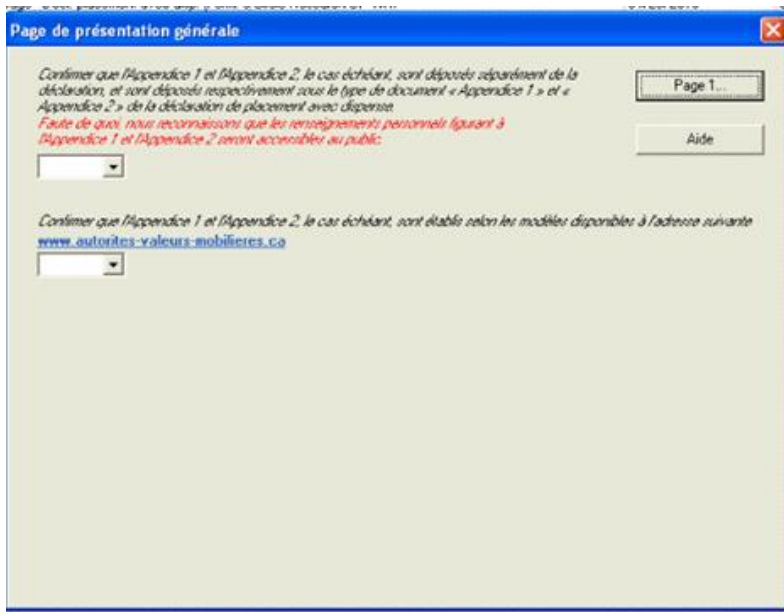 Page de présentation générale
Confirmer que l'Appendice 1 et l'Appendice 2, le cas échéant, sont déposés séparément de la
déclaration, et sont déposés respectivement sous le type de document « Appendice 1 » et «
Appendice 2 » de la déclaration de placement avec dispense.
Faute de quoi, nous reconnaissons que les renseignements personnels figurant à
l'Appendice 1 et l'Appendice 2 seront accessibles au public.
Page 1...
Aide
Confirmer que l'Appendice 1 et l'Appendice 2, le cas échéant, sont établis selon les modèles disponibles à l'adresse suivante
www.autorites-valeurs-mobilieres.ca